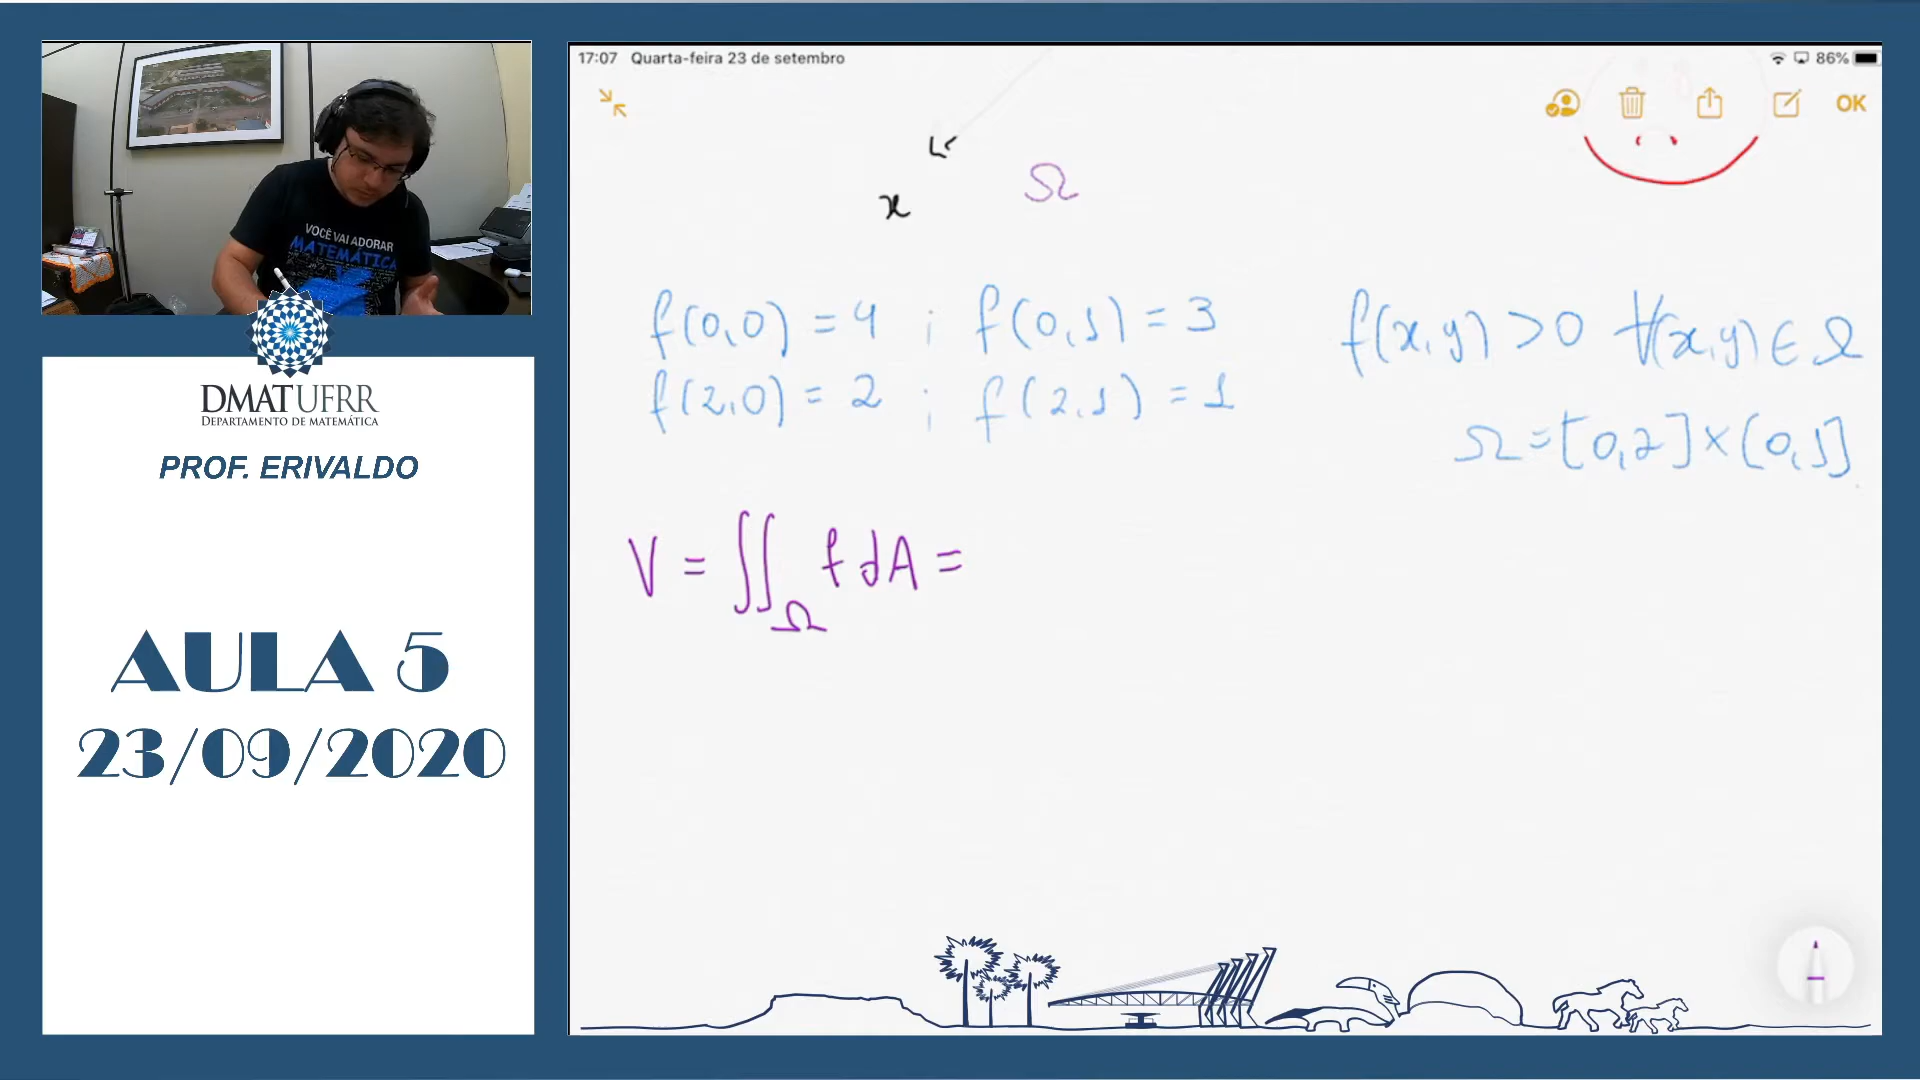 17:07 Quarta-feira 23 de setembro
86%
OK
x
Ω
f(0,0) = 4 ; f(0,1) = 3
f(2,0) = 2 ; f(2,1) = 1
f(x,y) > 0 ∀(x,y) ∈ Ω
Ω = [0,2] × [0,1]
V = ∬_Ω f dA =
VOCÊ VAI ADORAR
MATEMÁTICA
DMATUFRR
DEPARTAMENTO DE MATEMÁTICA
PROF. ERIVALDO
AULA 5
23/09/2020